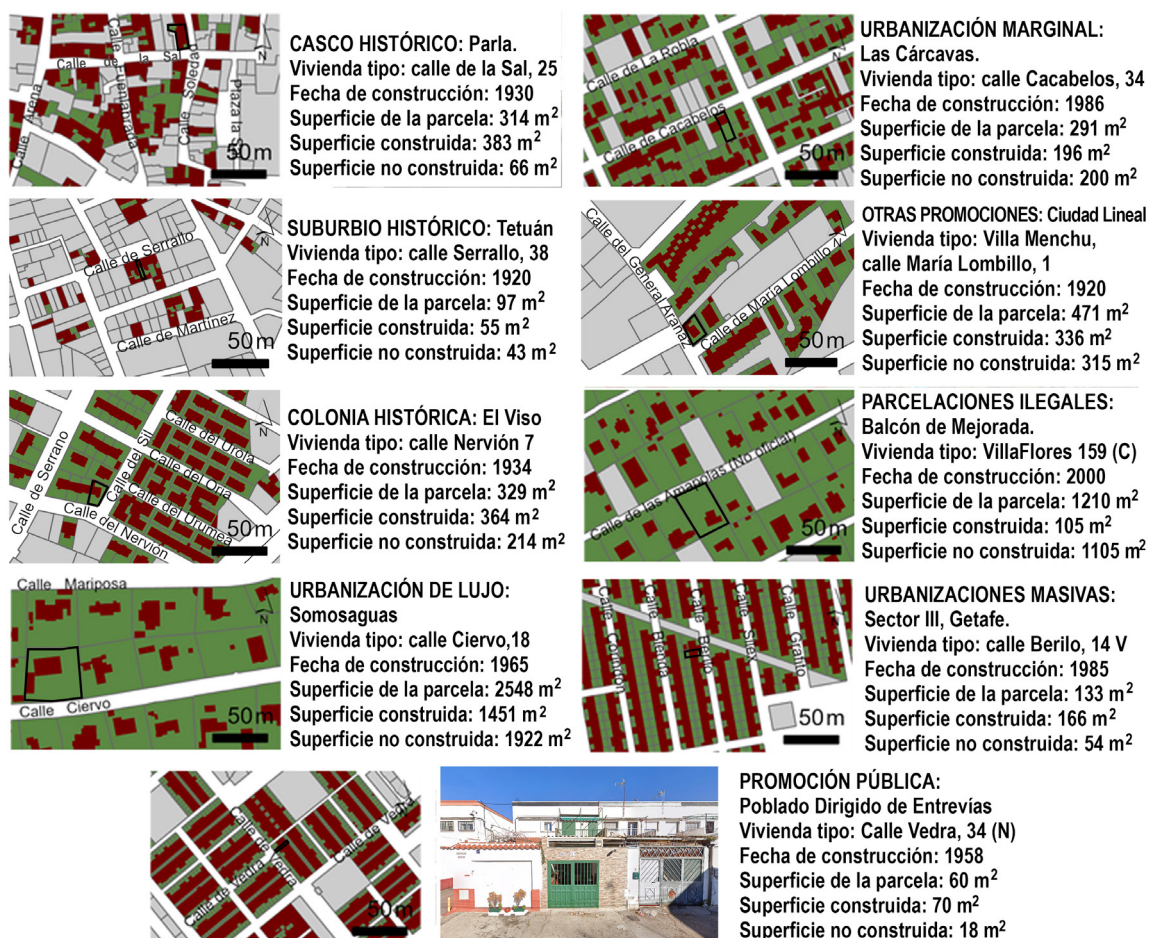 Calle Arena
Calle de Fuenlabrada
Calle de la Sal
Calle Soledad
Plaza la
50m
N
CASCO HISTÓRICO: Parla.
Vivienda tipo: calle de la Sal, 25
Fecha de construcción: 1930
Superficie de la parcela: 314 m²
Superficie construida: 383 m²
Superficie no construida: 66 m²
Calle de La Robla
Calle de Cacabelos
50m
URBANIZACIÓN MARGINAL:
Las Cárcavas.
Vivienda tipo: calle Cacabelos, 34
Fecha de construcción: 1986
Superficie de la parcela: 291 m²
Superficie construida: 196 m²
Superficie no construida: 200 m²
Calle de Serrallo
Calle de Martínez
N
50m
SUBURBIO HISTÓRICO: Tetuán
Vivienda tipo: calle Serrallo, 38
Fecha de construcción: 1920
Superficie de la parcela: 97 m²
Superficie construida: 55 m²
Superficie no construida: 43 m²
Calle del General Aranaz
Calle de María Lombillo
N
50m
OTRAS PROMOCIONES: Ciudad Lineal
Vivienda tipo: Villa Menchu,
calle María Lombillo, 1
Fecha de construcción: 1920
Superficie de la parcela: 471 m²
Superficie construida: 336 m²
Superficie no construida: 315 m²
Calle de Serrano
Calle del Sil
Calle del Urola
Calle del Oria
Calle del Urumea
Calle del Nervión
N
50m
COLONIA HISTÓRICA: El Viso
Vivienda tipo: calle Nervión 7
Fecha de construcción: 1934
Superficie de la parcela: 329 m²
Superficie construida: 364 m²
Superficie no construida: 214 m²
Calle de las Amapolas (No oficial)
50m
PARCELACIONES ILEGALES:
Balcón de Mejorada.
Vivienda tipo: VillaFlores 159 (C)
Fecha de construcción: 2000
Superficie de la parcela: 1210 m²
Superficie construida: 105 m²
Superficie no construida: 1105 m²
Calle Mariposa
Calle Ciervo
N
50m
URBANIZACIÓN DE LUJO:
Somosaguas
Vivienda tipo: calle Ciervo,18
Fecha de construcción: 1965
Superficie de la parcela: 2548 m²
Superficie construida: 1451 m²
Superficie no construida: 1922 m²
Calle Corindón
Calle Blenda
Calle Berilo
Calle Silex
Calle Grafito
50m
URBANIZACIONES MASIVAS:
Sector III, Getafe.
Vivienda tipo: calle Berilo, 14 V
Fecha de construcción: 1985
Superficie de la parcela: 133 m²
Superficie construida: 166 m²
Superficie no construida: 54 m²
Calle de Vedra
Calle de Vedra
Calle de Vedra
50m
PROMOCIÓN PÚBLICA:
Poblado Dirigido de Entrevías
Vivienda tipo: Calle Vedra, 34 (N)
Fecha de construcción: 1958
Superficie de la parcela: 60 m²
Superficie construida: 70 m²
Superficie no construida: 18 m²